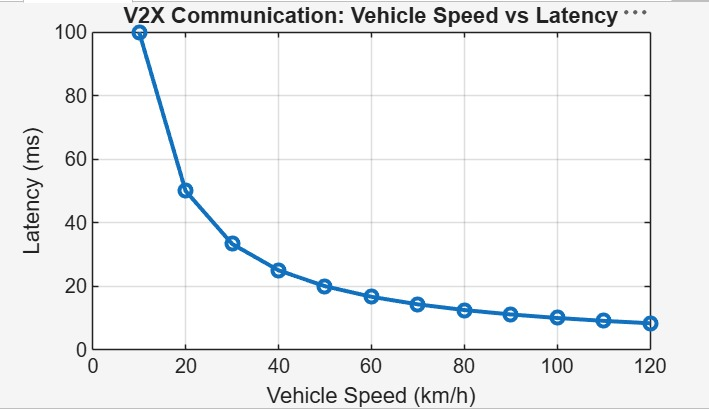 V2X Communication: Vehicle Speed vs Latency
100
80
60
40
20
0
Latency (ms)
0 20 40 60 80 100 120
Vehicle Speed (km/h)